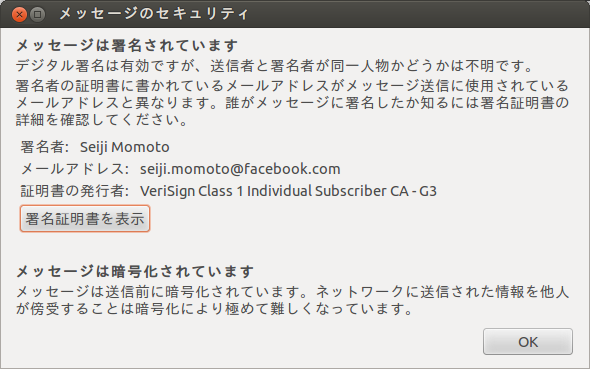 メッセージのセキュリティ
メッセージは署名されています
デジタル署名は有効ですが、送信者と署名者が同一人物かどうかは不明です。
署名者の証明書に書かれているメールアドレスがメッセージ送信に使用されている
メールアドレスと異なります。誰がメッセージに署名したか知るには署名証明書の
詳細を確認してください。
署名者: Seiji Momoto
メールアドレス: seiji.momoto@facebook.com
証明書の発行者: VeriSign Class 1 Individual Subscriber CA - G3
署名証明書を表示
メッセージは暗号化されています
メッセージは送信前に暗号化されています。ネットワークに送信された情報を他人
が傍受することは暗号化により極めて難しくなっています。
OK